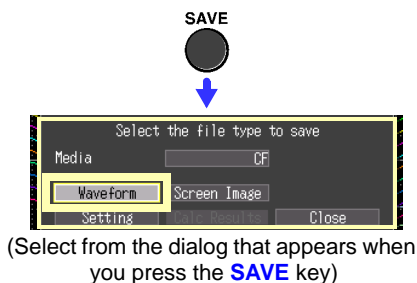 SAVE
Select the file type to save
Media CF
Waveform Screen Image
Setting Calc Results Close
(Select from the dialog that appears when
you press the SAVE key)